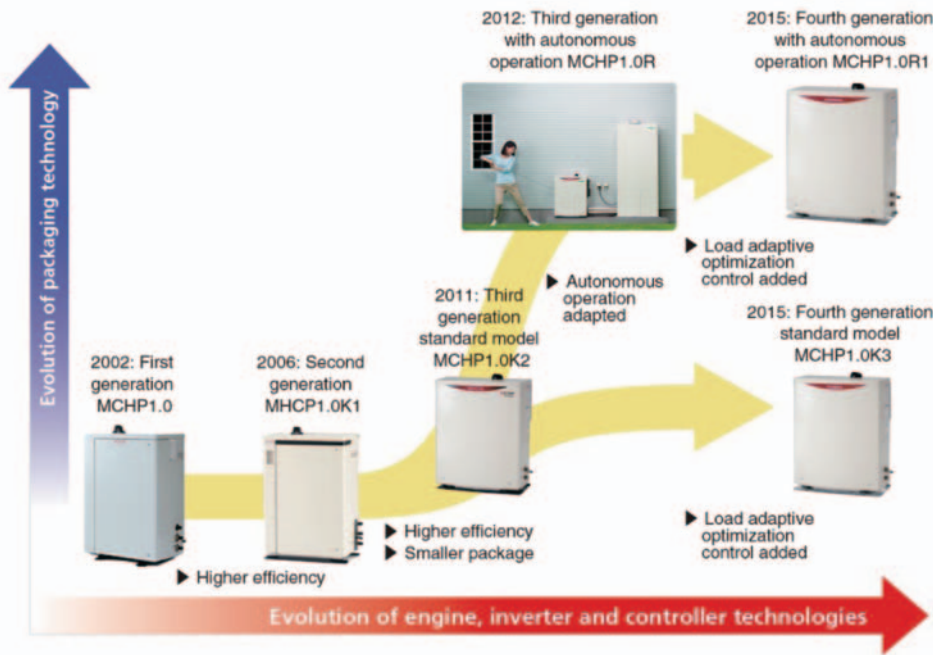 2012: Third generation
with autonomous
operation MCHP1.0R
2015: Fourth generation
with autonomous
operation MCHP1.0R1
Evolution of packaging technology
▶ Load adaptive
optimization
control added
▶ Autonomous
operation
adapted
2011: Third
generation
standard model
MCHP1.0K2
2015: Fourth generation
standard model
MCHP1.0K3
2002: First
generation
MCHP1.0
2006: Second
generation
MHCP1.0K1
▶ Higher efficiency
▶ Smaller package
▶ Load adaptive
optimization
control added
▶ Higher efficiency
Evolution of engine, inverter and controller technologies